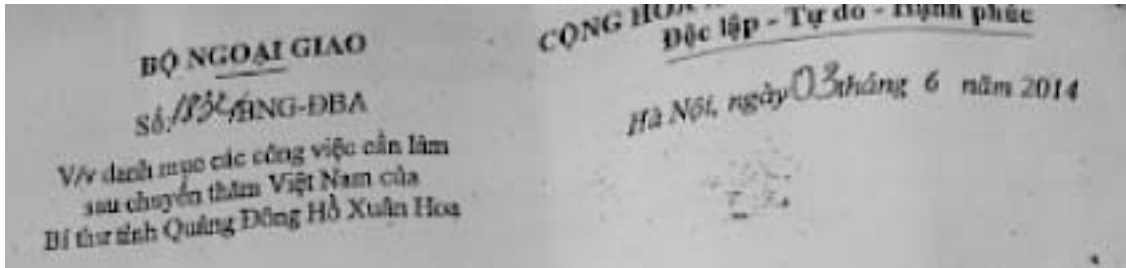 BỘ NGOẠI GIAO
Số: /BNG-ĐBA
V/v danh mục các công việc cần làm
sau chuyến thăm Việt Nam của
Bí thư tỉnh Quảng Đông Hồ Xuân Hoa
CỘNG HOÀ
Độc lập - Tự do - Hạnh phúc
Hà Nội, ngày 03 tháng 6 năm 2014